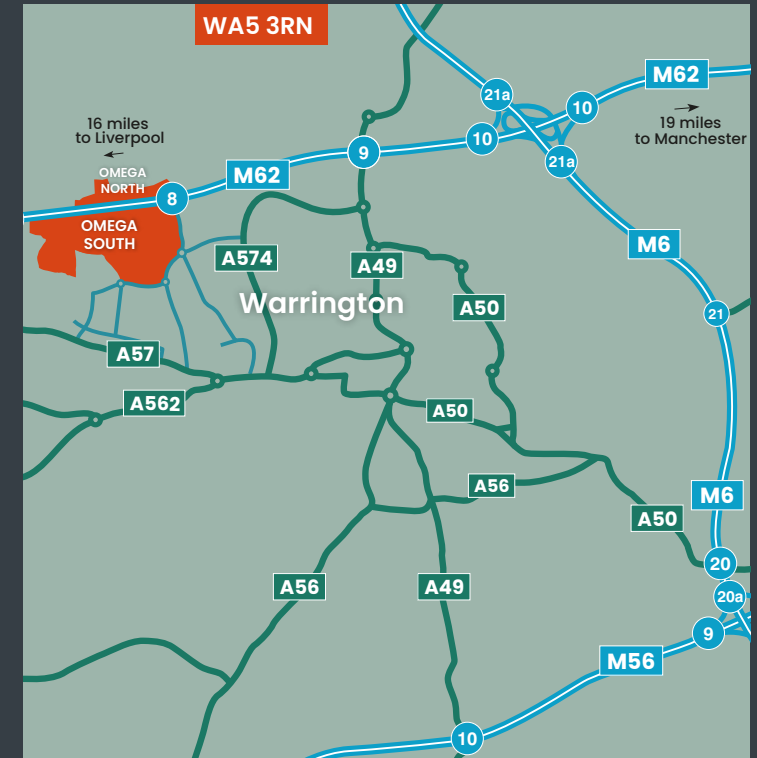 WA5 3RN
M62
21a
10
16 miles
to Liverpool
19 miles
to Manchester
10
9
21a
OMEGA
NORTH
M62
8
OMEGA
SOUTH
M6
A574
A49
Warrington
A50
21
A57
A562
A50
A56
M6
A50
20
A56
A49
20a
9
M56
10